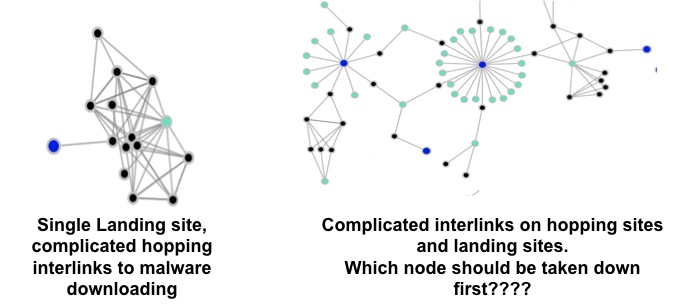 Single Landing site,
complicated hopping
interlinks to malware
downloading
Complicated interlinks on hopping sites
and landing sites.
Which node should be taken down
first????